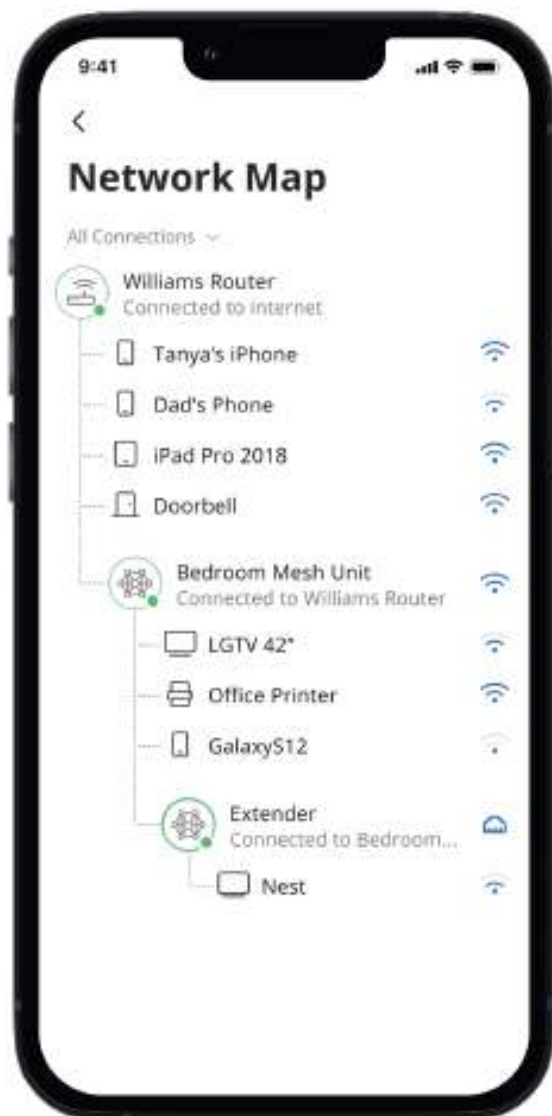 9:41
Network Map
All Connections
Williams Router
Connected to internet
Tanya's iPhone
Dad's Phone
iPad Pro 2018
Doorbell
Bedroom Mesh Unit
Connected to Williams Router
LGTV 42"
Office Printer
GalaxyS12
Extender
Connected to Bedroom...
Nest